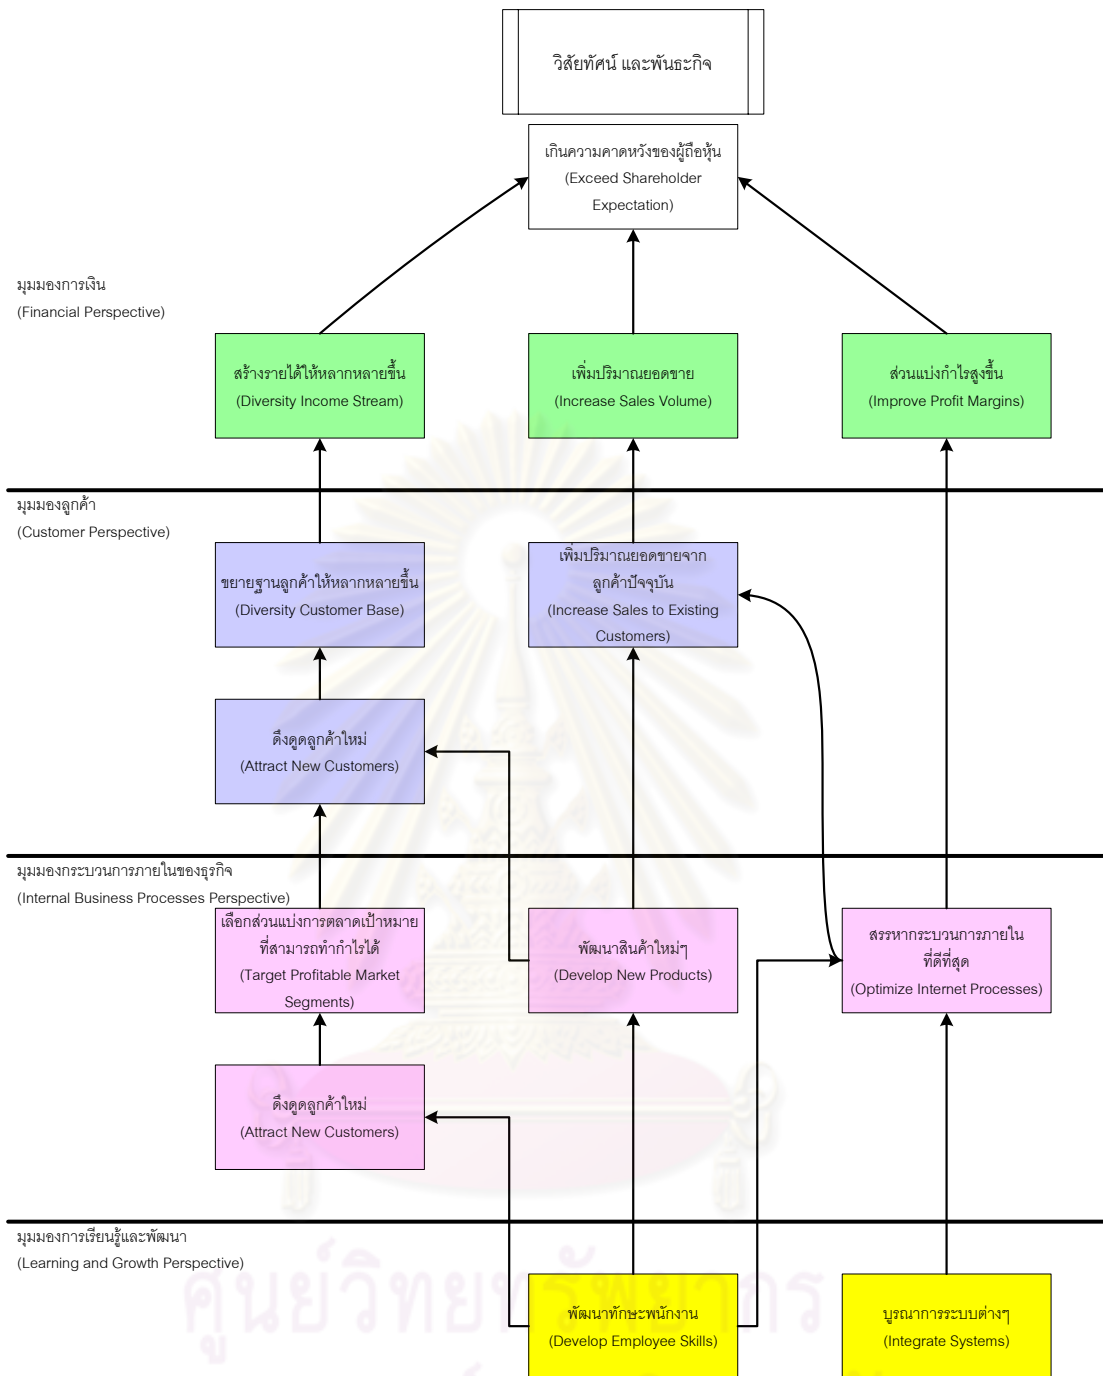 วิสัยทัศน์ และพันธะกิจ
เกินความคาดหวังของผู้ถือหุ้น
(Exceed Shareholder
Expectation)
มุมมองการเงิน
(Financial Perspective)
สร้างรายได้ให้หลากหลายขึ้น
(Diversity Income Stream)
เพิ่มปริมาณยอดขาย
(Increase Sales Volume)
ส่วนแบ่งกำไรสูงขึ้น
(Improve Profit Margins)
มุมมองลูกค้า
(Customer Perspective)
ขยายฐานลูกค้าให้หลากหลายขึ้น
(Diversity Customer Base)
เพิ่มปริมาณยอดขายจาก
ลูกค้าปัจจุบัน
(Increase Sales to Existing
Customers)
ดึงดูดลูกค้าใหม่
(Attract New Customers)
มุมมองกระบวนการภายในของธุรกิจ
(Internal Business Processes Perspective)
เลือกส่วนแบ่งการตลาดเป้าหมาย
ที่สามารถทำกำไรได้
(Target Profitable Market
Segments)
พัฒนาสินค้าใหม่ๆ
(Develop New Products)
สรรหากระบวนการภายใน
ที่ดีที่สุด
(Optimize Internet Processes)
ดึงดูดลูกค้าใหม่
(Attract New Customers)
มุมมองการเรียนรู้และพัฒนา
(Learning and Growth Perspective)
ศูนย์วิทยทรัพยากร
พัฒนาทักษะพนักงาน
(Develop Employee Skills)
บูรณาการระบบต่างๆ
(Integrate Systems)